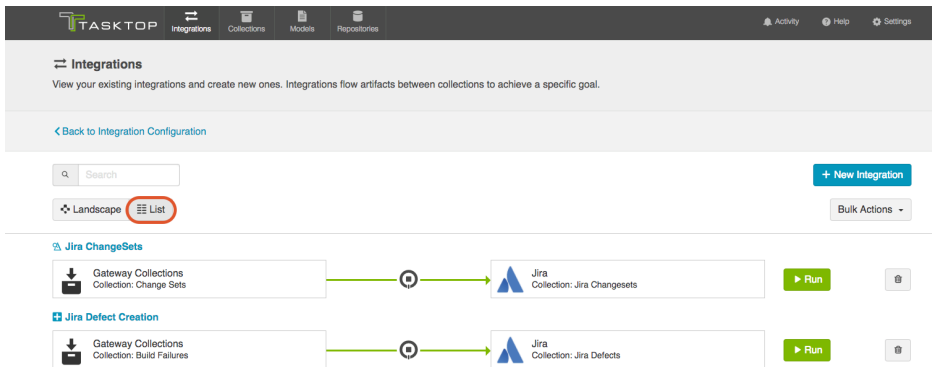 TASKTOP
Integrations
Collections
Models
Repositories
Activity
Help
Settings
Integrations
View your existing integrations and create new ones. Integrations flow artifacts between collections to achieve a specific goal.
Back to Integration Configuration
Search
+ New Integration
Landscape
List
Bulk Actions
Jira ChangeSets
Gateway Collections
Collection: Change Sets
Jira
Collection: Jira Changesets
Run
Jira Defect Creation
Gateway Collections
Collection: Build Failures
Jira
Collection: Jira Defects
Run